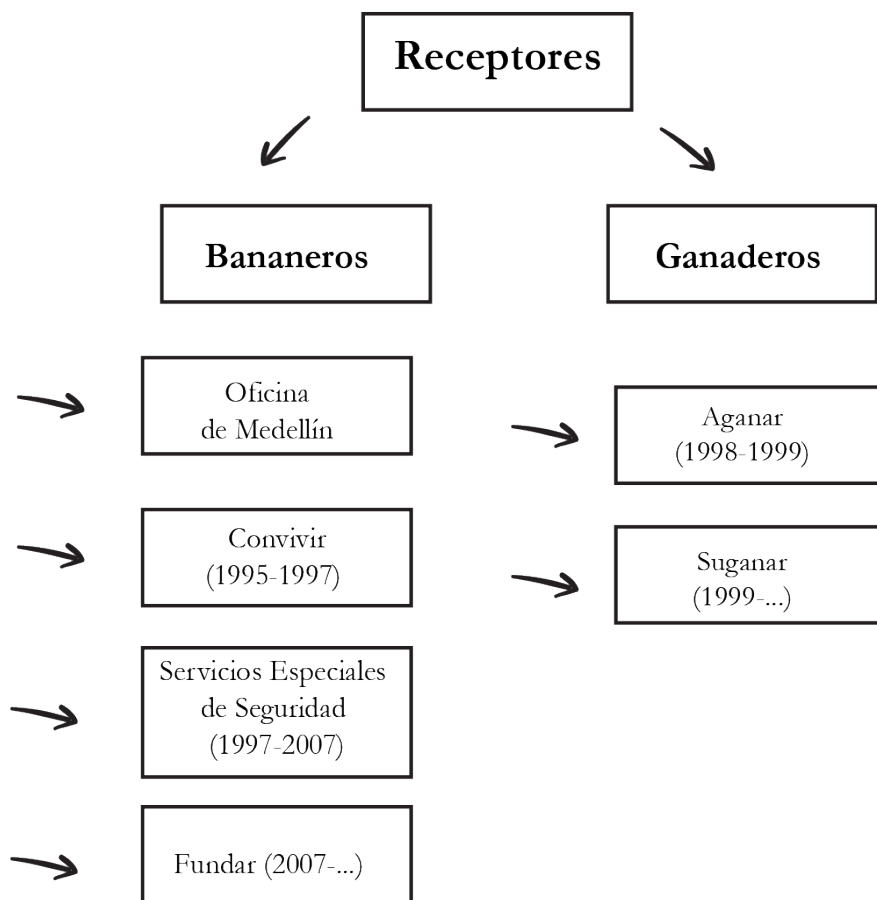 Receptores
Bananeros
Oficina
de Medellín
Convivir
(1995-1997)
Servicios Especiales
de Seguridad
(1997-2007)
Fundar (2007-...)
Ganaderos
Aganar
(1998-1999)
Suganar
(1999-...)